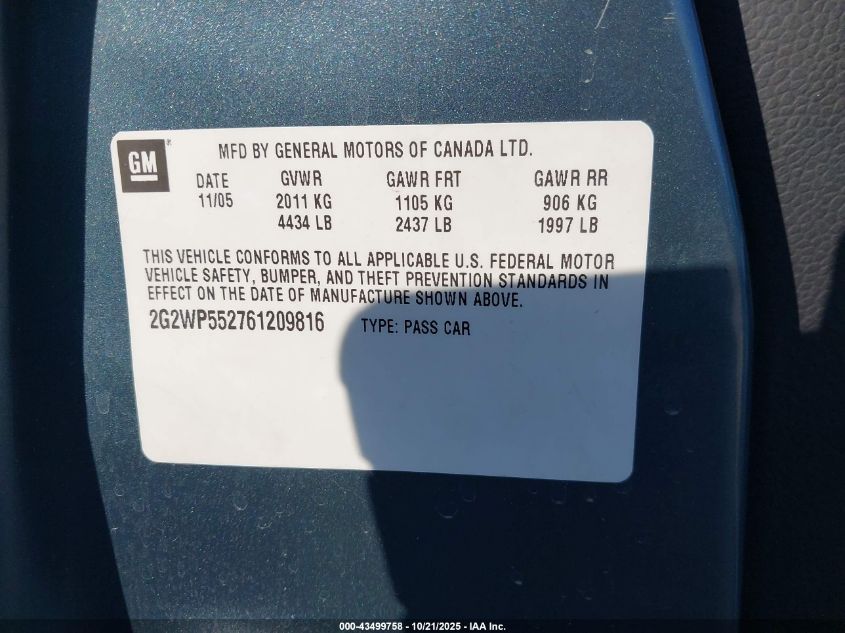 GM
®
MFD BY GENERAL MOTORS OF CANADA LTD.
DATE GVWR GAWR FRT GAWR RR
11/05 2011 KG 1105 KG 906 KG
4434 LB 2437 LB 1997 LB
THIS VEHICLE CONFORMS TO ALL APPLICABLE U.S. FEDERAL MOTOR
VEHICLE SAFETY, BUMPER, AND THEFT PREVENTION STANDARDS IN
EFFECT ON THE DATE OF MANUFACTURE SHOWN ABOVE.
2G2WP552761209816 TYPE: PASS CAR
000-43499758 - 10/21/2025 - IAA Inc.